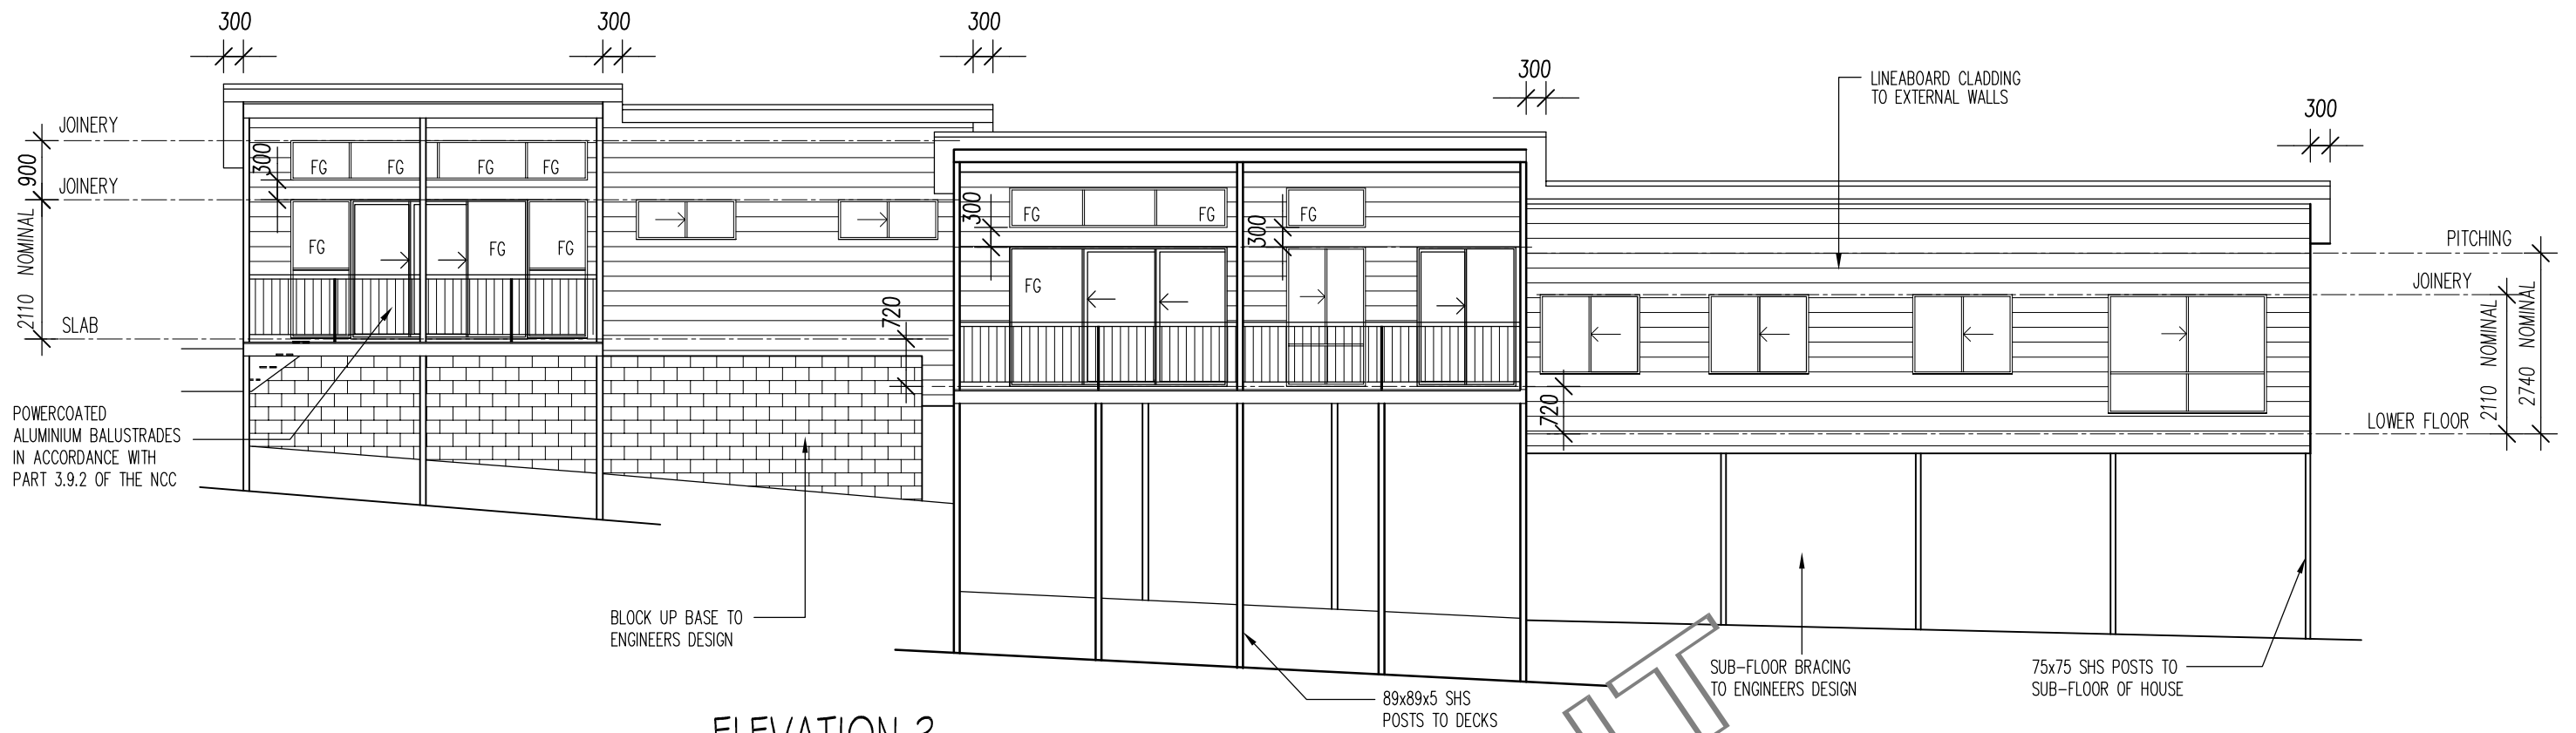 300
300
300
300
300
LINEABOARD CLADDING
TO EXTERNAL WALLS
JOINERY
900
300
FG
FG
FG
FG
JOINERY
2110 NOMINAL
FG
FG
FG
SLAB
720
300
FG
FG
300
FG
FG
PITCHING
JOINERY
2110 NOMINAL
2740 NOMINAL
720
LOWER FLOOR
POWERCOATED
ALUMINIUM BALUSTRADES
IN ACCORDANCE WITH
PART 3.9.2 OF THE NCC
BLOCK UP BASE TO
ENGINEERS DESIGN
89x89x5 SHS
POSTS TO DECKS
SUB-FLOOR BRACING
TO ENGINEERS DESIGN
75x75 SHS POSTS TO
SUB-FLOOR OF HOUSE
ELEVATION